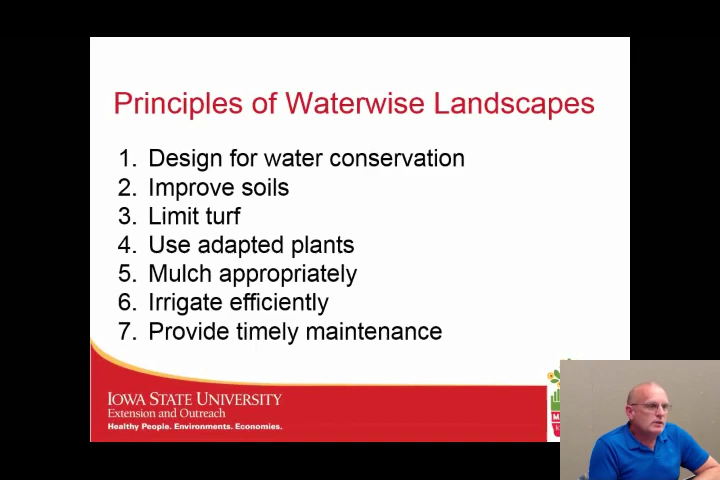 Principles of Waterwise Landscapes
1. Design for water conservation
2. Improve soils
3. Limit turf
4. Use adapted plants
5. Mulch appropriately
6. Irrigate efficiently
7. Provide timely maintenance
IOWA STATE UNIVERSITY
Extension and Outreach
Healthy People. Environments. Economies.